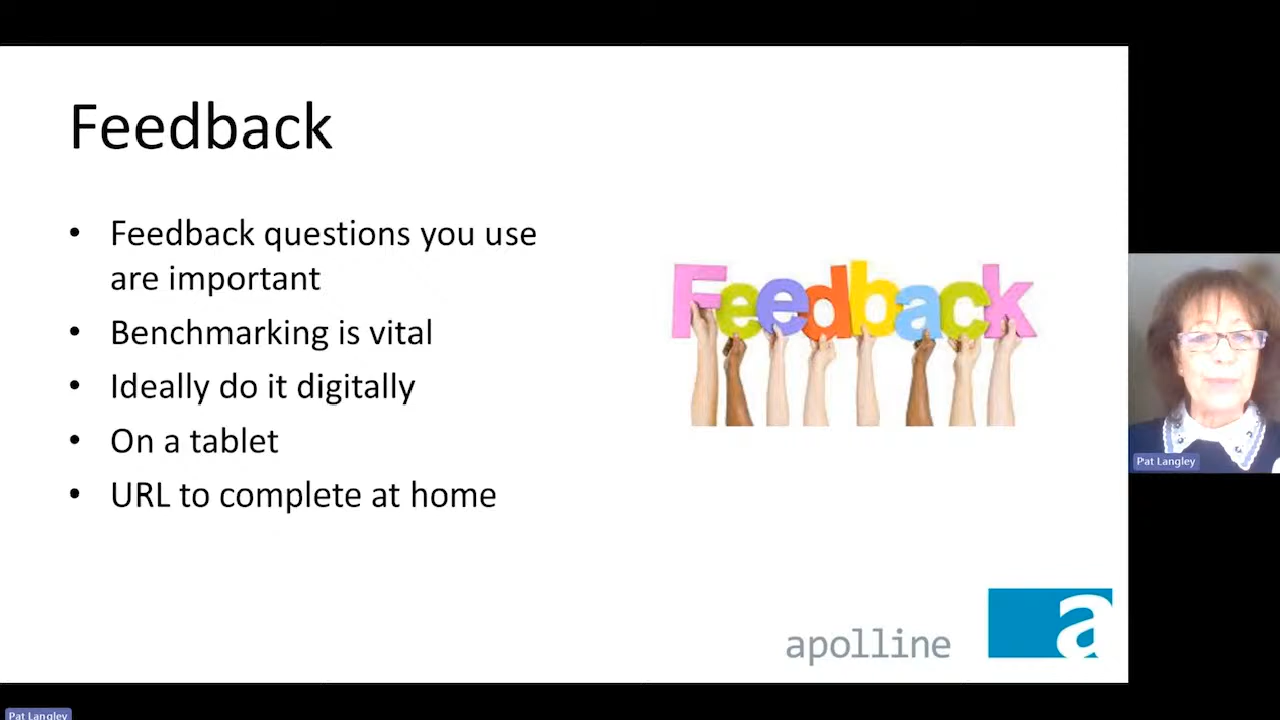 Feedback
• Feedback questions you use
are important
• Benchmarking is vital
• Ideally do it digitally
• On a tablet
• URL to complete at home
Feedback
apolline
a
Pat Langley
Pat Langley